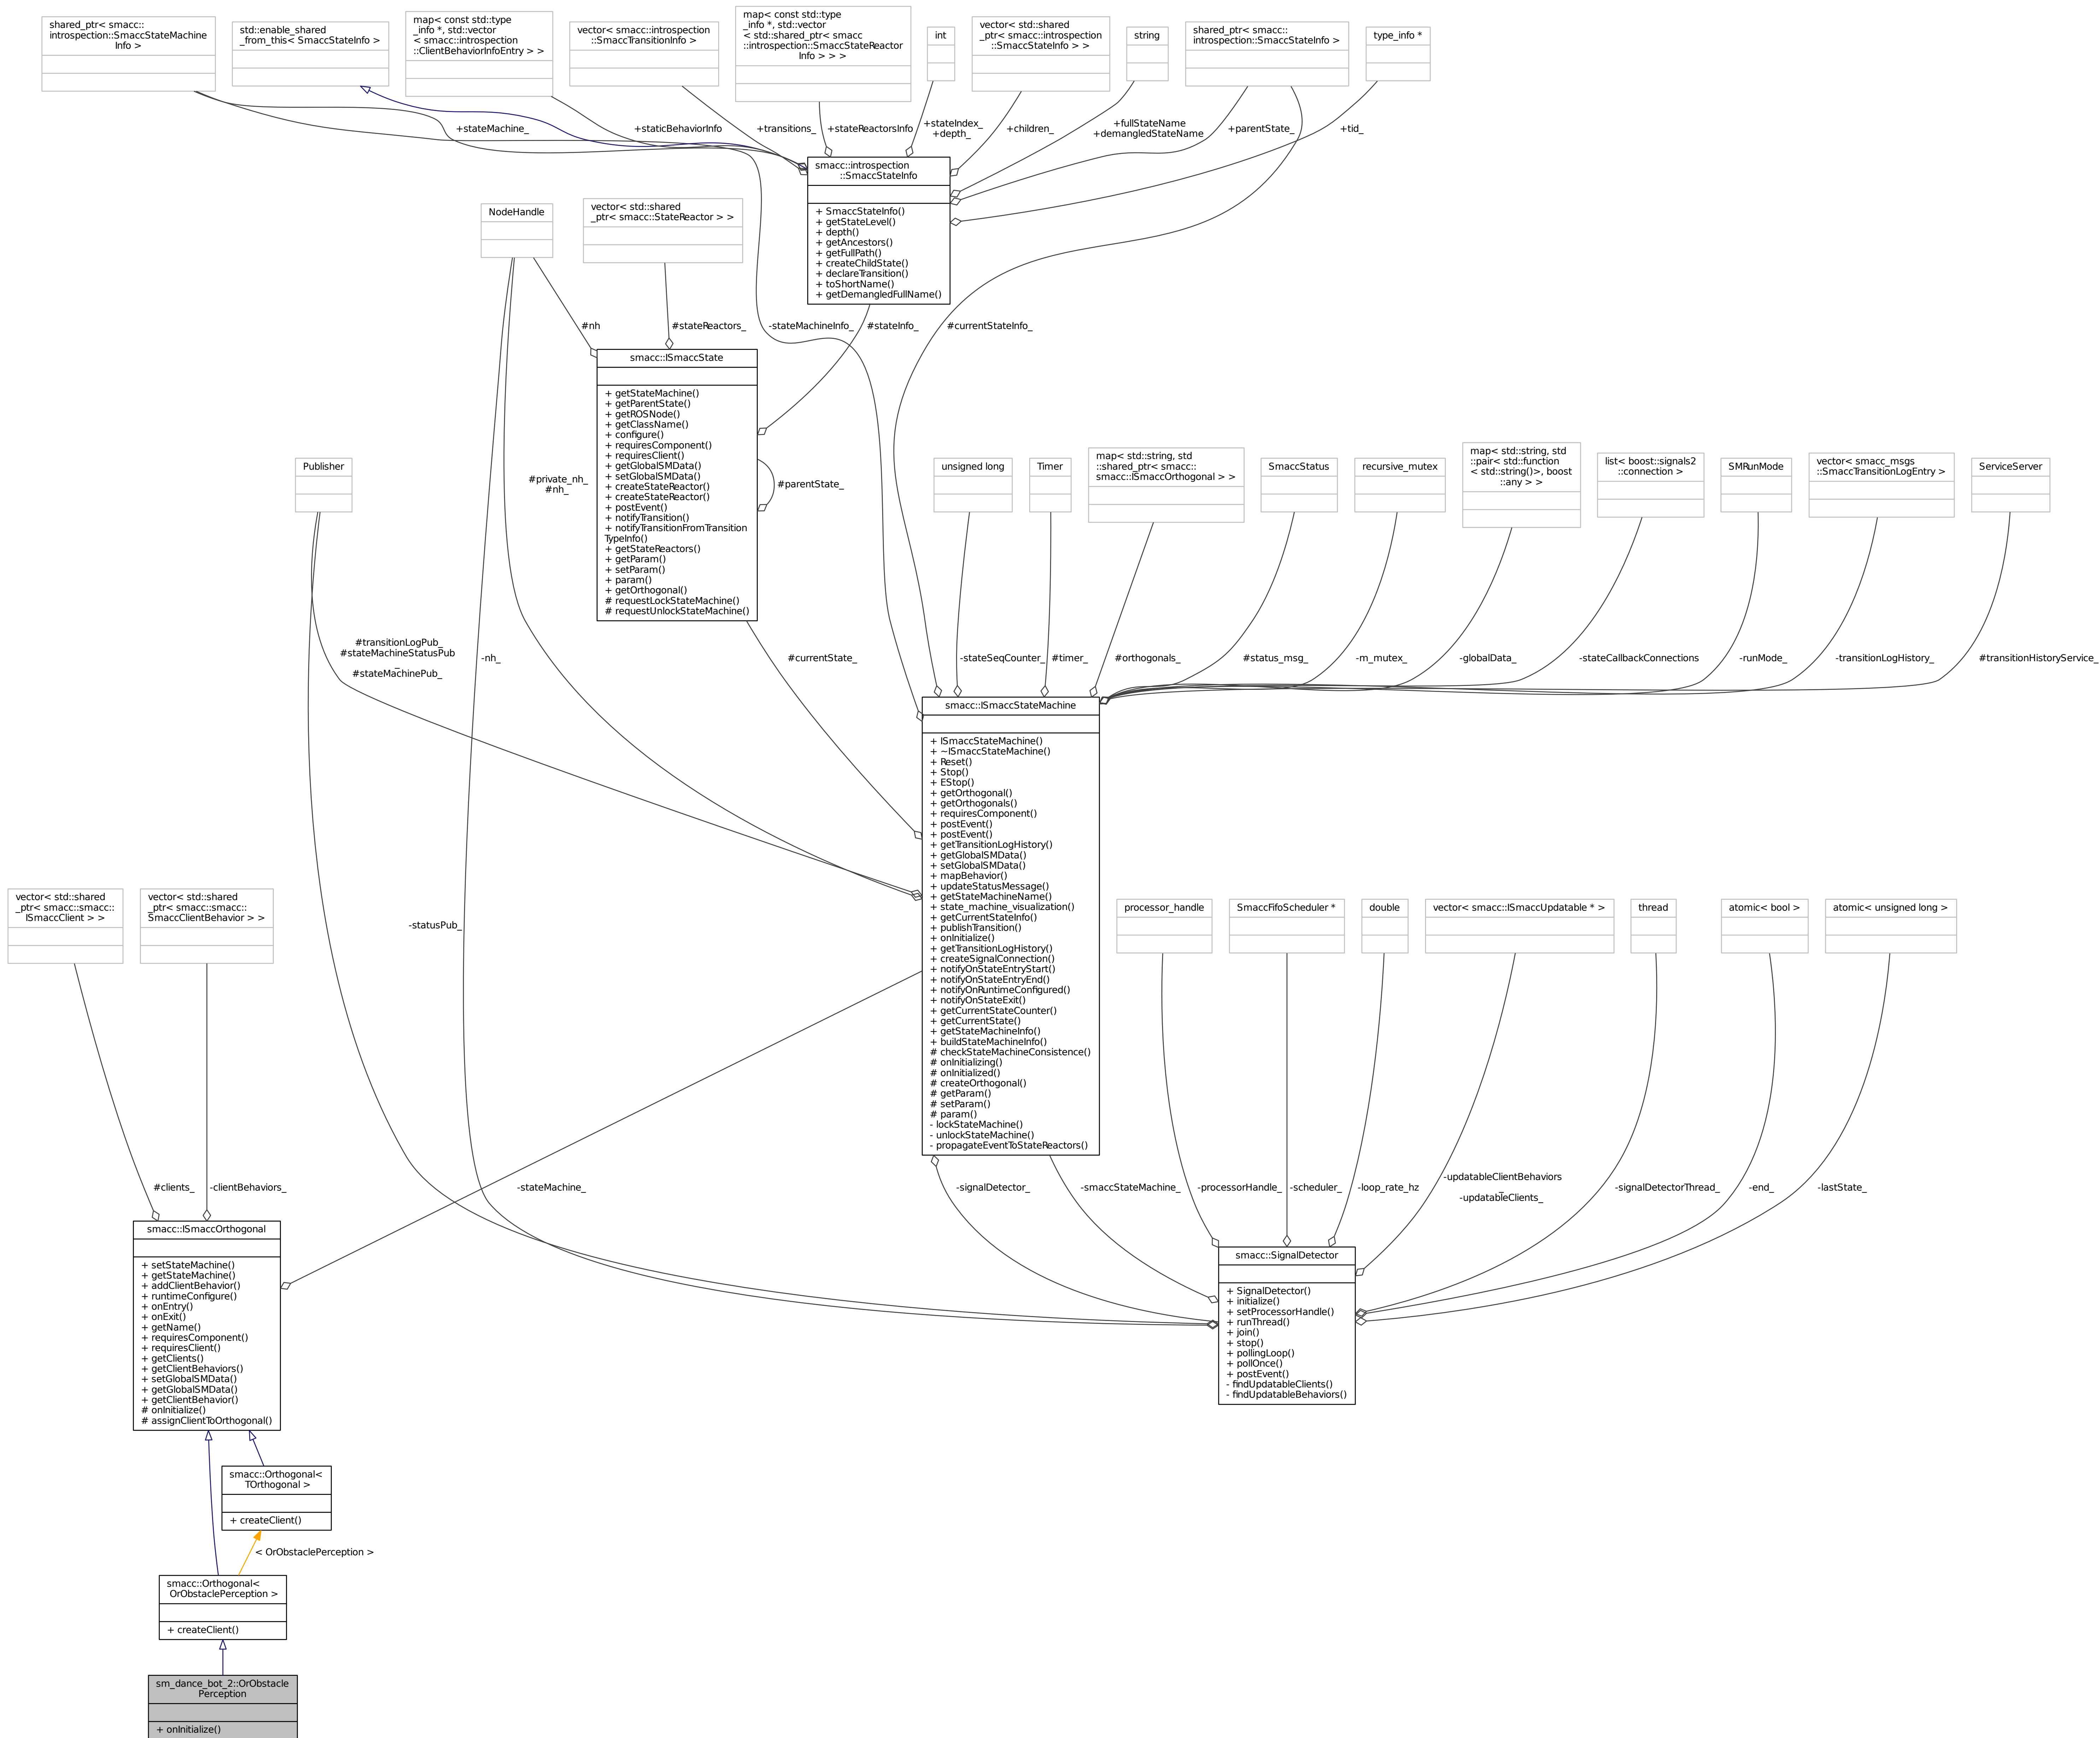 shared_ptr< smacc::
introspection::SmaccStateMachine
Info >
std::enable_shared
_from_this< SmaccStateInfo >
map< const std::type
_info *, std::vector
< smacc::introspection
::ClientBehaviorInfoEntry > >
vector< smacc::introspection
::SmaccTransitionInfo >
map< const std::type
_info *, std::vector
< std::shared_ptr< smacc
::introspection::SmaccStateReactor
Info > > >
int
vector< std::shared
_ptr< smacc::introspection
::SmaccStateInfo > >
string
shared_ptr< smacc::
introspection::SmaccStateInfo >
type_info *
+stateMachine_
+staticBehaviorInfo
+transitions_
+stateReactorsInfo
+stateIndex_
+depth_
+children_
+fullStateName
+demangledStateName
+parentState_
+tid_
smacc::introspection
::SmaccStateInfo
+ SmaccStateInfo()
+ getStateLevel()
+ depth()
+ getAncestors()
+ getFullPath()
+ createChildState()
+ declareTransition()
+ toShortName()
+ getDemangledFullName()
NodeHandle
vector< std::shared
_ptr< smacc::StateReactor > >
#nh
#stateReactors_
-stateMachineInfo_
#stateInfo_
#currentStateInfo_
smacc::ISmaccState
+ getStateMachine()
+ getParentState()
+ getROSNode()
+ getClassName()
+ configure()
+ requiresComponent()
+ requiresClient()
+ getGlobalSMData()
+ setGlobalSMData()
+ createStateReactor()
+ createStateReactor()
+ postEvent()
+ notifyTransition()
+ notifyTransitionFromTransition
TypeInfo()
+ getStateReactors()
+ getParam()
+ setParam()
+ param()
+ getOrthogonal()
# requestLockStateMachine()
# requestUnlockStateMachine()
#parentState_
#private_nh_
#nh_
Publisher
unsigned long
Timer
map< std::string, std
::shared_ptr< smacc::
smacc::ISmaccOrthogonal > >
SmaccStatus
recursive_mutex
map< std::string, std
::pair< std::function
< std::string()>, boost
::any > >
list< boost::signals2
::connection >
SMRunMode
vector< smacc_msgs
::SmaccTransitionLogEntry >
ServiceServer
#transitionLogPub_
#stateMachineStatusPub
_
#stateMachinePub_
-nh_
#currentState_
-stateSeqCounter_
#timer_
#orthogonals_
#status_msg_
-m_mutex_
-globalData_
-stateCallbackConnections
-runMode_
-transitionLogHistory_
#transitionHistoryService_
smacc::ISmaccStateMachine
+ ISmaccStateMachine()
+ ~ISmaccStateMachine()
+ Reset()
+ Stop()
+ EStop()
+ getOrthogonal()
+ getOrthogonals()
+ requiresComponent()
+ postEvent()
+ postEvent()
+ getTransitionLogHistory()
+ getGlobalSMData()
+ setGlobalSMData()
+ mapBehavior()
+ updateStatusMessage()
+ getStateMachineName()
+ state_machine_visualization()
+ getCurrentStateInfo()
+ publishTransition()
+ onInitialize()
+ getTransitionLogHistory()
+ createSignalConnection()
+ notifyOnStateEntryStart()
+ notifyOnStateEntryEnd()
+ notifyOnRuntimeConfigured()
+ notifyOnStateExit()
+ getCurrentStateCounter()
+ getCurrentState()
+ getStateMachineInfo()
+ buildStateMachineInfo()
# checkStateMachineConsistence()
# onInitializing()
# onInitialized()
# createOrthogonal()
# getParam()
# setParam()
# param()
- lockStateMachine()
- unlockStateMachine()
- propagateEventToStateReactors()
vector< std::shared
_ptr< smacc::smacc::
ISmaccClient > >
vector< std::shared
_ptr< smacc::smacc::
SmaccClientBehavior > >
-statusPub_
processor_handle
SmaccFifoScheduler *
double
vector< smacc::ISmaccUpdatable * >
thread
atomic< bool >
atomic< unsigned long >
#clients_
-clientBehaviors_
-stateMachine_
-signalDetector_
-smaccStateMachine_
-processorHandle_
-scheduler_
-loop_rate_hz
-updatableClientBehaviors
_
-updatableClients_
-signalDetectorThread_
-end_
-lastState_
smacc::ISmaccOrthogonal
+ setStateMachine()
+ getStateMachine()
+ addClientBehavior()
+ runtimeConfigure()
+ onEntry()
+ onExit()
+ getName()
+ requiresComponent()
+ requiresClient()
+ getClients()
+ getClientBehaviors()
+ setGlobalSMData()
+ getGlobalSMData()
+ getClientBehavior()
# onInitialize()
# assignClientToOrthogonal()
smacc::SignalDetector
+ SignalDetector()
+ initialize()
+ setProcessorHandle()
+ runThread()
+ join()
+ stop()
+ pollingLoop()
+ pollOnce()
+ postEvent()
- findUpdatableClients()
- findUpdatableBehaviors()
smacc::Orthogonal<
TOrthogonal >
+ createClient()
< OrObstaclePerception >
smacc::Orthogonal<
OrObstaclePerception >
+ createClient()
sm_dance_bot_2::OrObstacle
Perception
+ onInitialize()